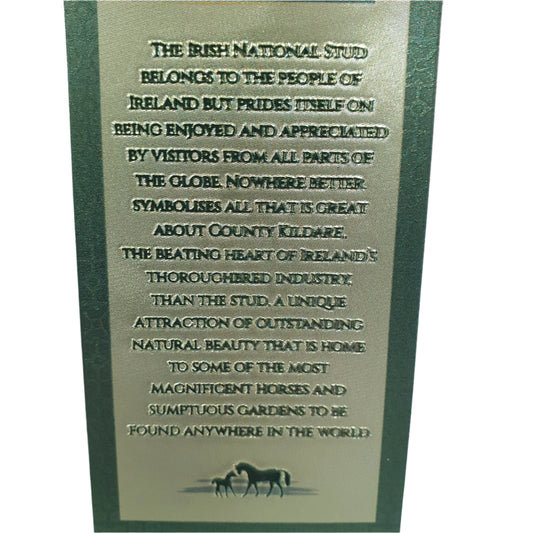 The Irish National Stud
belongs to the people of
Ireland but prides itself on
being enjoyed and appreciated
by visitors from all parts of
the globe. Nowhere better
symbolises all that is great
about County Kildare,
the beating heart of Ireland's
thoroughbred industry,
than the Stud. A unique
attraction of outstanding
natural beauty that is home
to some of the most
magnificent horses and
sumptuous gardens to be
found anywhere in the world